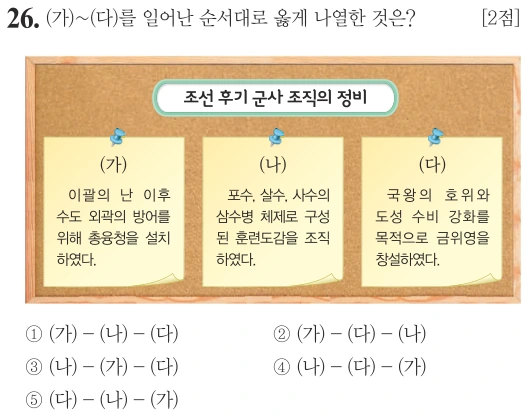 26. (가)~(다)를 일어난 순서대로 옳게 나열한 것은? [2점]
조선 후기 군사 조직의 정비
(가)
이괄의 난 이후
수도 외곽의 방어를
위해 총융청을 설치
하였다.
(나)
포수, 살수, 사수의
삼수병 체제로 구성
된 훈련도감을 조직
하였다.
(다)
국왕의 호위와
도성 수비 강화를
목적으로 금위영을
창설하였다.
① (가) – (나) – (다)
② (가) – (다) – (나)
③ (나) – (가) – (다)
④ (나) – (다) – (가)
⑤ (다) – (나) – (가)